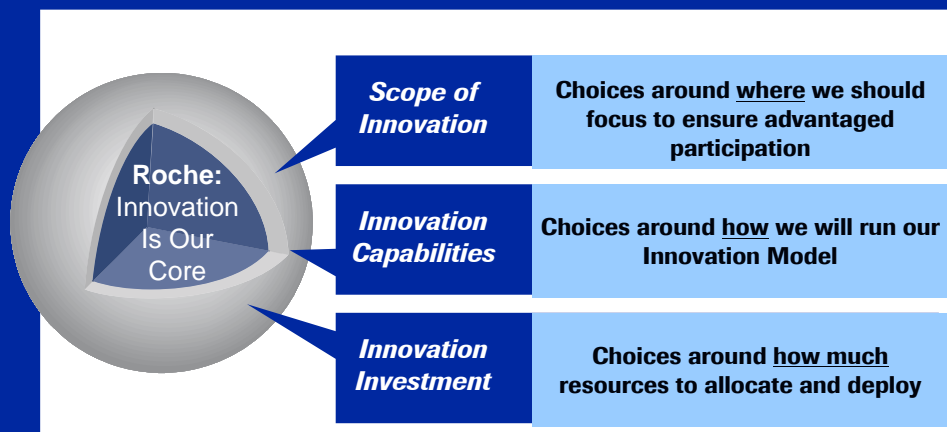 Roche:
Innovation
Is Our
Core
Scope of
Innovation
Choices around where we should
focus to ensure advantaged
participation
Innovation
Capabilities
Choices around how we will run our
Innovation Model
Innovation
Investment
Choices around how much
resources to allocate and deploy